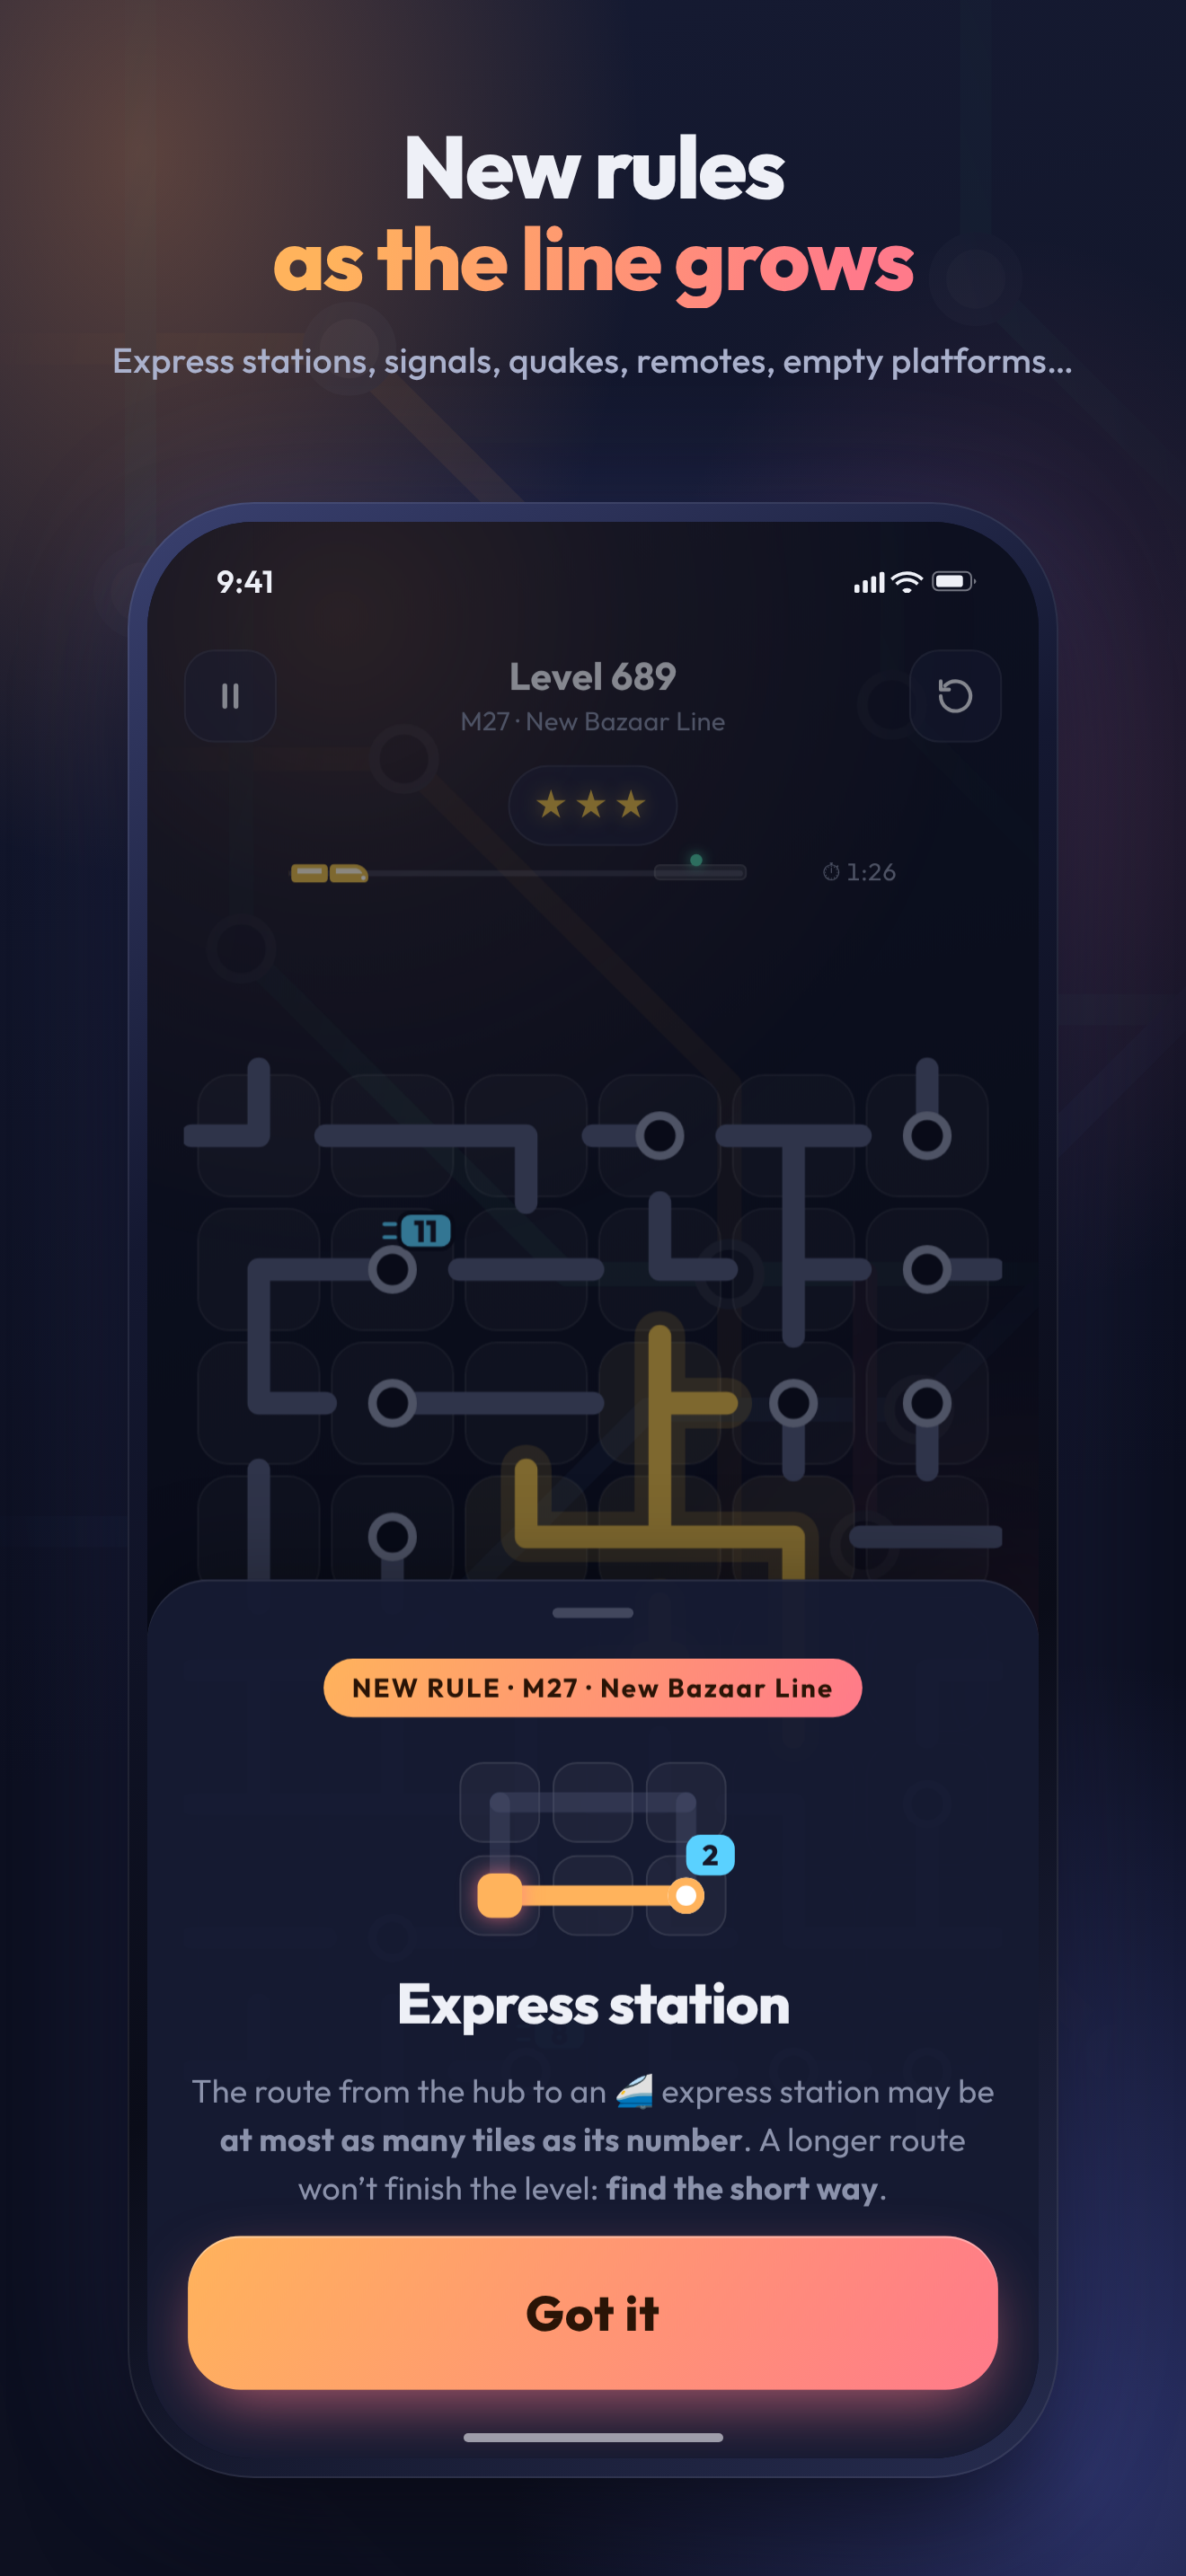 New rules
as the line grows
Express stations, signals, quakes, remotes, empty platforms...
9:41
Level 689
M27 · New Bazaar Line
★★★
⏱ 1:26
11
NEW RULE · M27 · New Bazaar Line
2
Express station
The route from the hub to an 🚄 express station may be
at most as many tiles as its number. A longer route
won’t finish the level: find the short way.
Got it